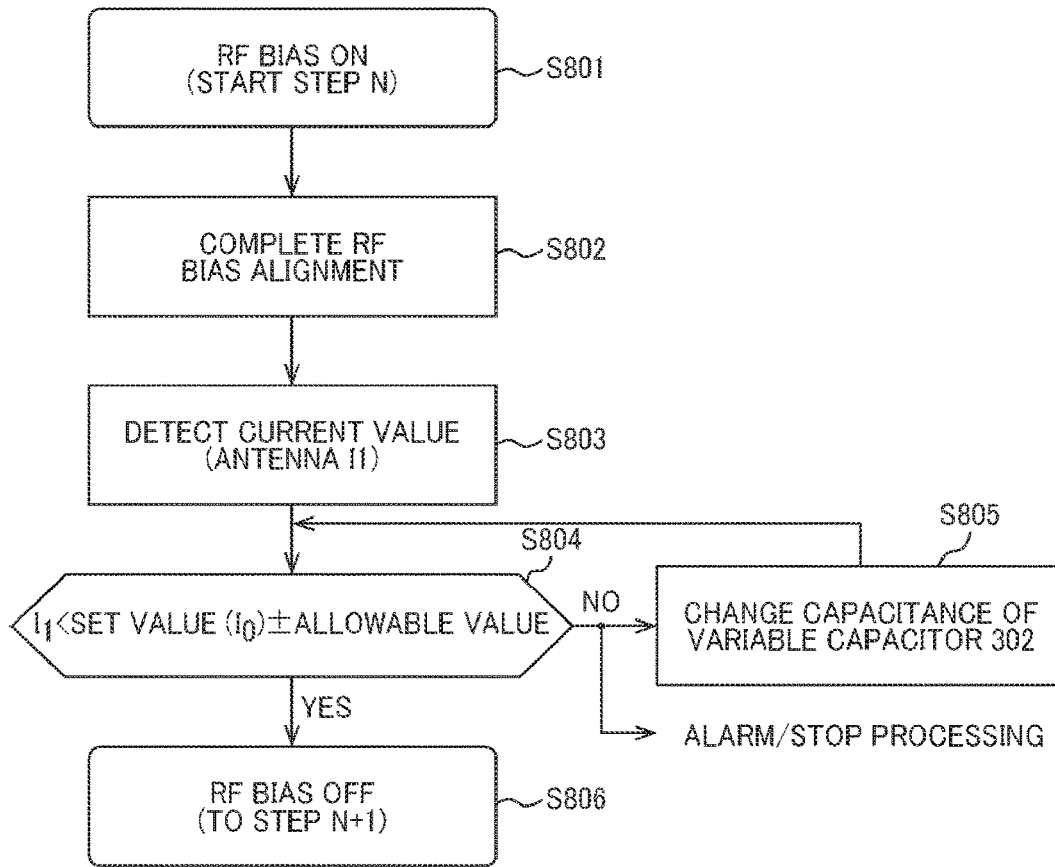 RF BIAS ON
(START STEP N)
S801
COMPLETE RF
BIAS ALIGNMENT
S802
DETECT CURRENT VALUE
(ANTENNA I1)
S803
S804
I1<SET VALUE (I0)±ALLOWABLE VALUE
NO
S805
CHANGE CAPACITANCE OF
VARIABLE CAPACITOR 302
ALARM/STOP PROCESSING
YES
RF BIAS OFF
(TO STEP N+1)
S806